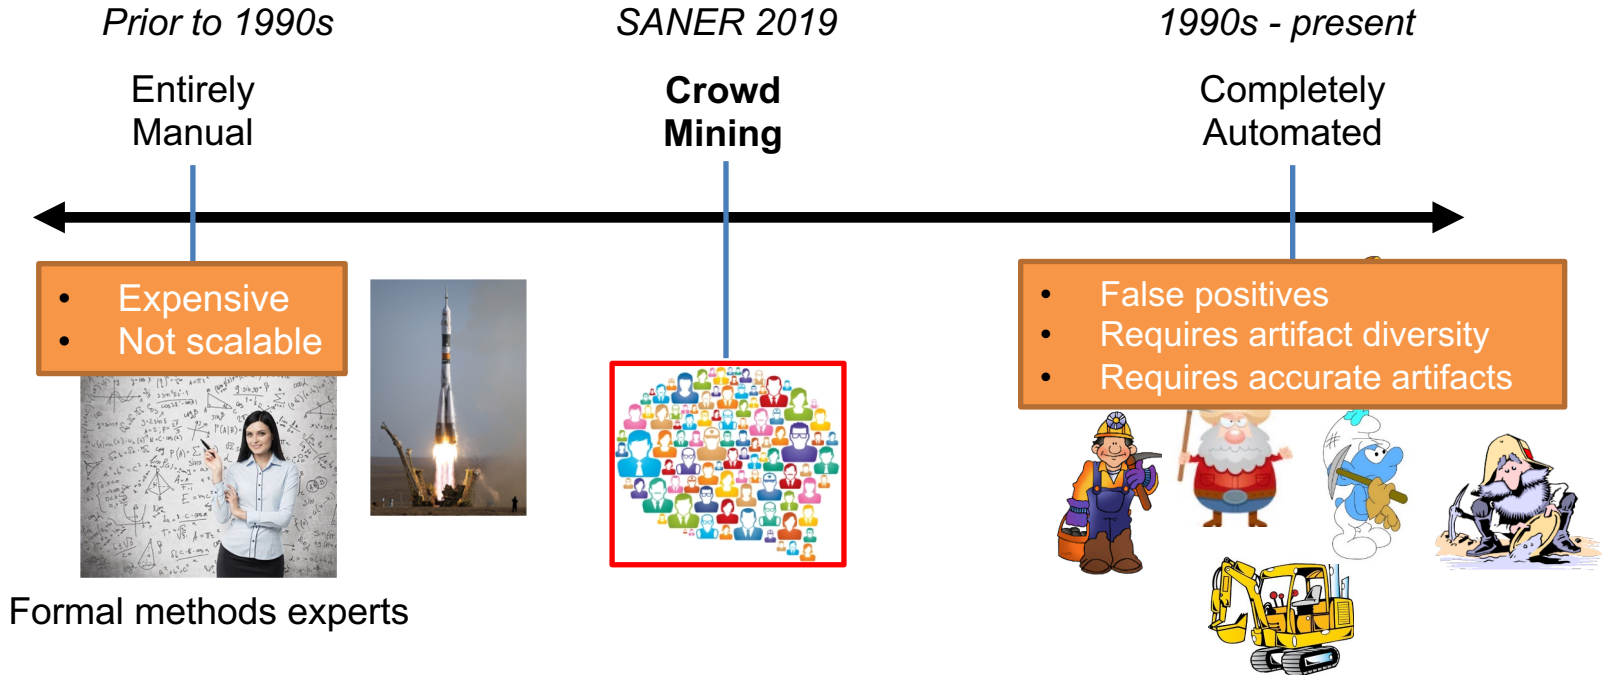 Prior to 1990s
SANER 2019
1990s - present
Entirely
Manual
Crowd
Mining
Completely
Automated
• Expensive
• Not scalable
• False positives
• Requires artifact diversity
• Requires accurate artifacts
Formal methods experts